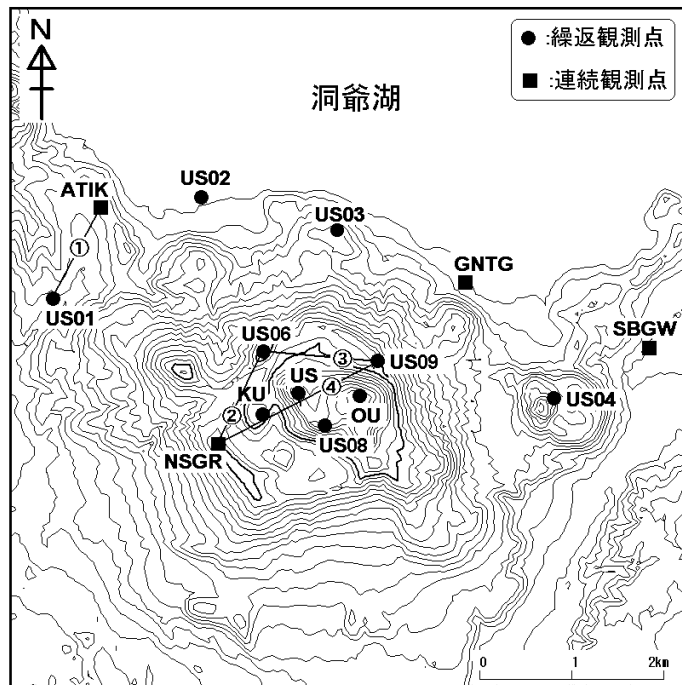 N
● :繰返観測点
■ :連続観測点
洞爺湖
US02
ATIK
US03
①
GNTG
US01
SBGW
US06
③
US09
US
④
KU
②
OU
US04
US08
NSGR
0 1 2km